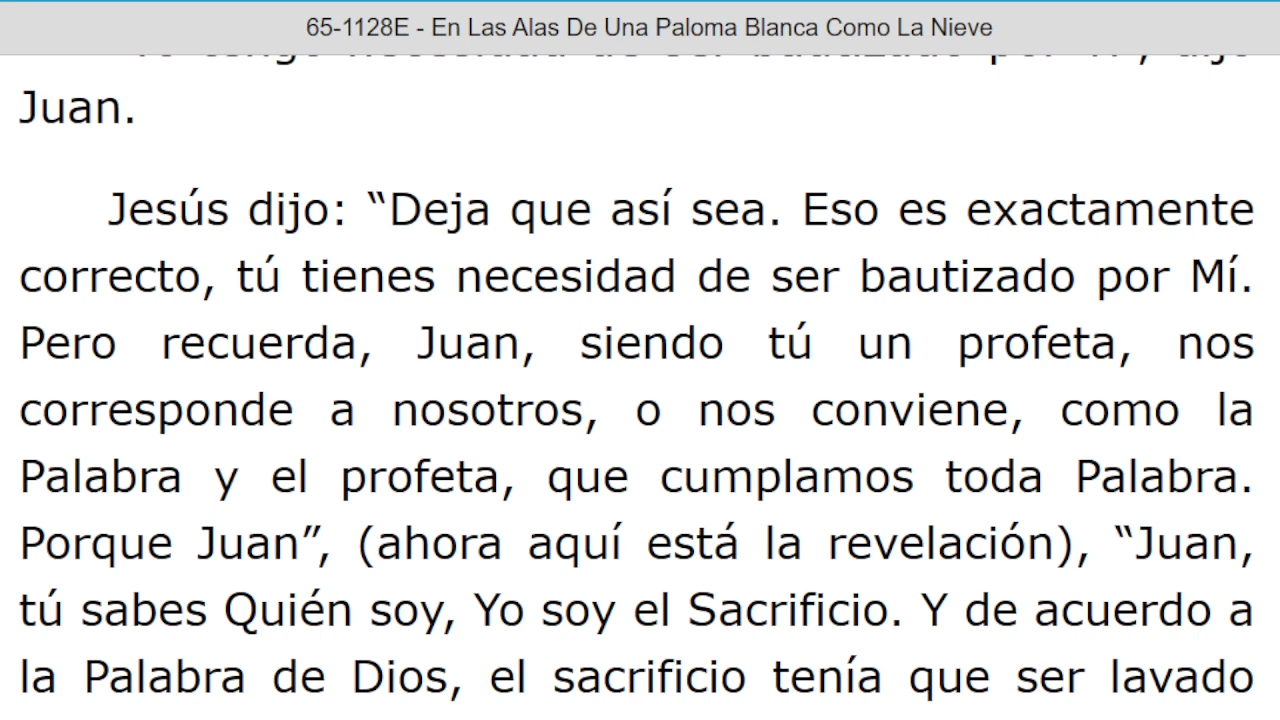 65-1128E - En Las Alas De Una Paloma Blanca Como La Nieve
Juan.
Jesús dijo: “Deja que así sea. Eso es exactamente
correcto, tú tienes necesidad de ser bautizado por Mí.
Pero recuerda, Juan, siendo tú un profeta, nos
corresponde a nosotros, o nos conviene, como la
Palabra y el profeta, que cumplamos toda Palabra.
Porque Juan”, (ahora aquí está la revelación), “Juan,
tú sabes Quién soy, Yo soy el Sacrificio. Y de acuerdo a
la Palabra de Dios, el sacrificio tenía que ser lavado